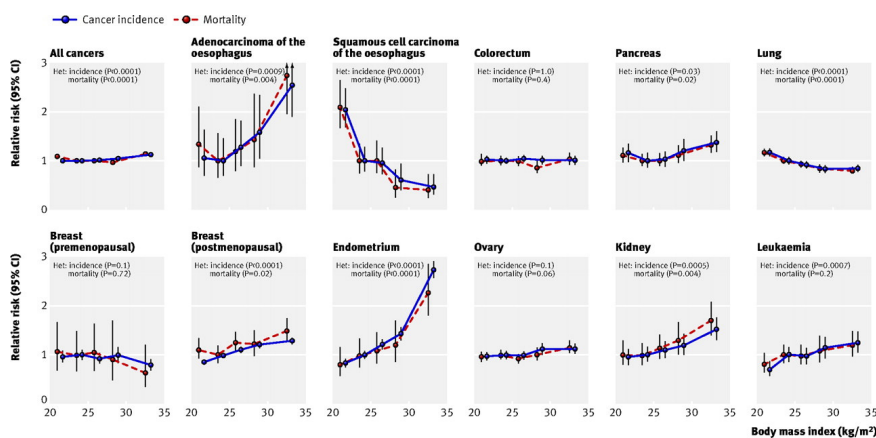 Cancer incidence Mortality
All cancers
Het: incidence (P<0.0001)
mortality (P<0.0001)
Adenocarcinoma of the
oesophagus
Het: incidence (P=0.0009)
mortality (P=0.004)
Squamous cell carcinoma
of the oesophagus
Het: incidence (P<0.0001)
mortality (P<0.0001)
Colorectum
Het: incidence (P=1.0)
mortality (P=0.4)
Pancreas
Het: incidence (P=0.03)
mortality (P=0.02)
Lung
Het: incidence (P<0.0001)
mortality (P<0.0001)
Relative risk (95% CI)
3
2
1
0
Breast
(premenopausal)
Het: incidence (P=0.1)
mortality (P=0.72)
Breast
(postmenopausal)
Het: incidence (P<0.0001)
mortality (P=0.02)
Endometrium
Het: incidence (P<0.0001)
mortality (P<0.0001)
Ovary
Het: incidence (P=0.1)
mortality (P=0.06)
Kidney
Het: incidence (P=0.0005)
mortality (P=0.004)
Leukaemia
Het: incidence (P=0.0007)
mortality (P=0.2)
Relative risk (95% CI)
3
2
1
0
20 25 30 35 20 25 30 35 20 25 30 35 20 25 30 35 20 25 30 35 20 25 30 35
Body mass index (kg/m²)